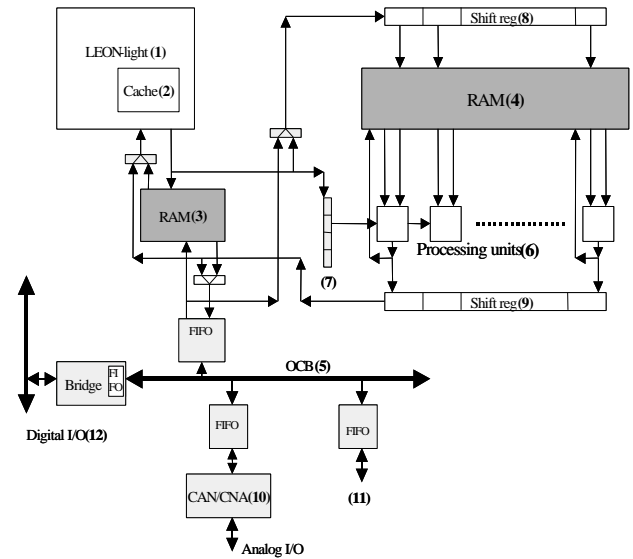 Shift reg(8)
LEON-light(1)
Cache(2)
RAM(4)
RAM(3)
Processing units(6)
(7)
Shift reg(9)
FIFO
OCB(5)
Bridge
FI
FO
FIFO
FIFO
Digital I/O(12)
CAN/CNA(10)
(11)
Analog I/O